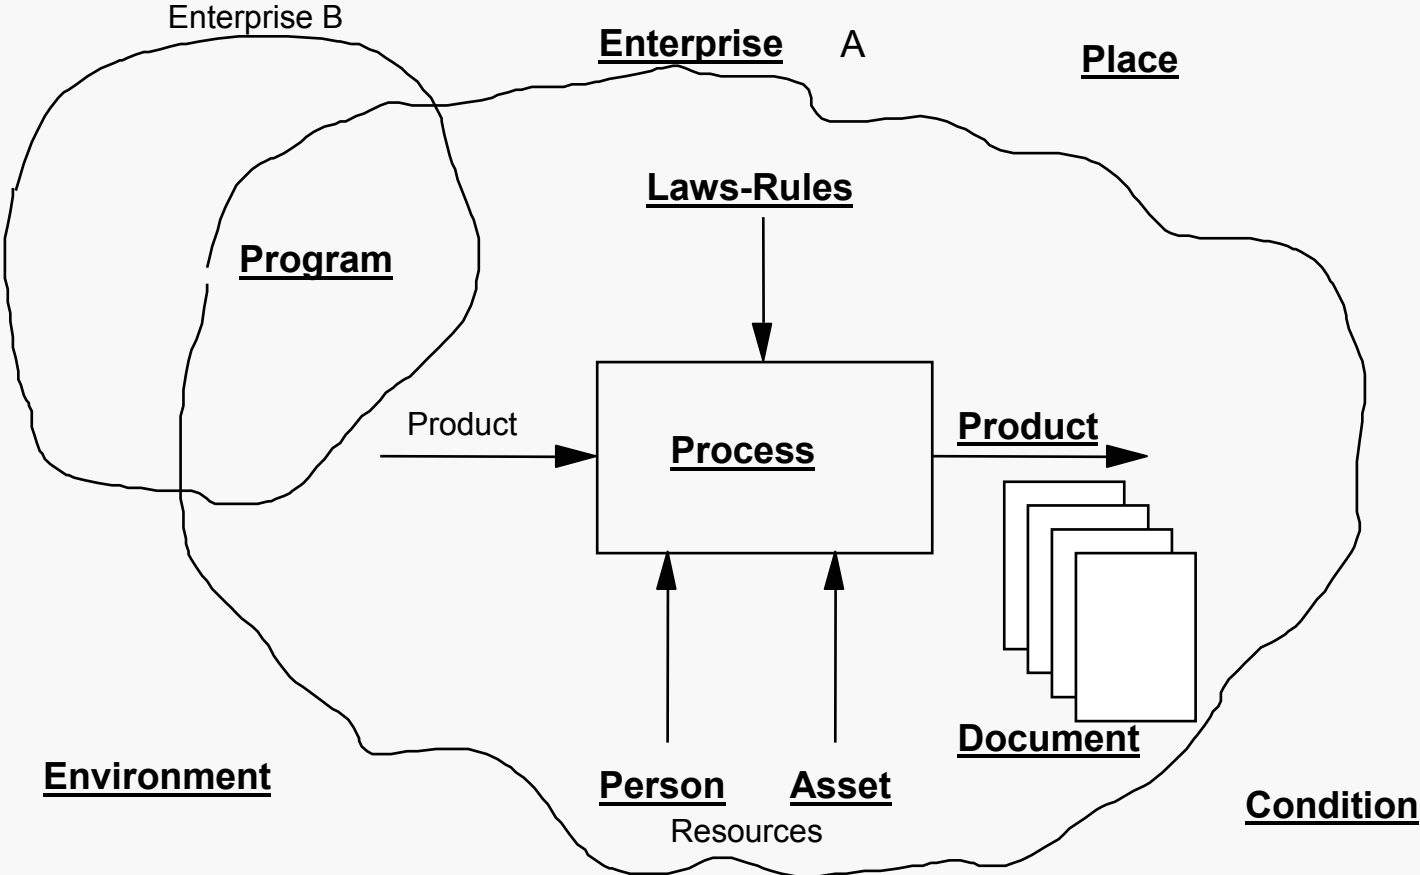 Enterprise B
Enterprise A
Place
Laws-Rules
Program
Product
Process
Product
Document
Environment
Person
Asset
Resources
Condition